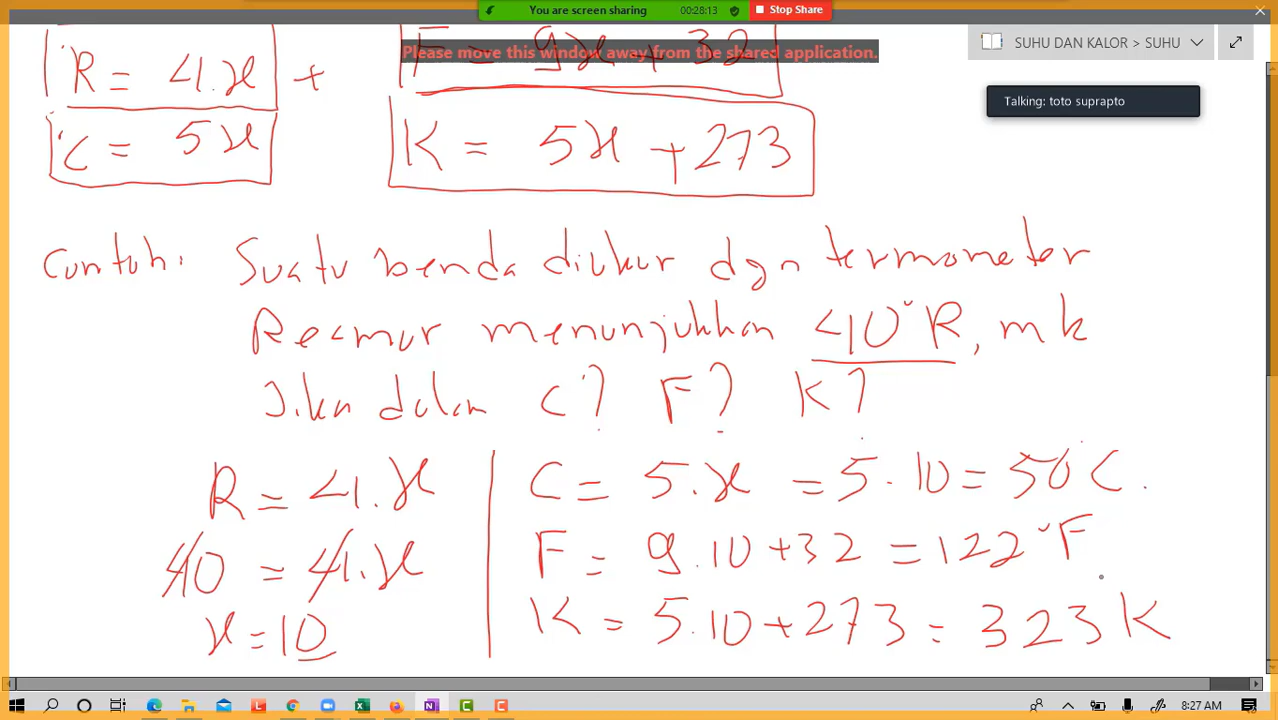 You are screen sharing 00:28:13 Stop Share
Please move this window away from the shared application.
SUHU DAN KALOR < SUHU
Talking: toto suprapto
R = 4.x +
F = 9x + 32
C = 5x
K = 5x + 273
Contoh: Suatu benda diukur dgn termometer
Reamur menunjukkan 40°R, mk
Jika dalam C? F? K?
R = 4.x
40 = 4.x
x = 10
C = 5.x = 5.10 = 50°C.
F = 9.10 + 32 = 122°F
K = 5.10 + 273 = 323 K
8:27 AM